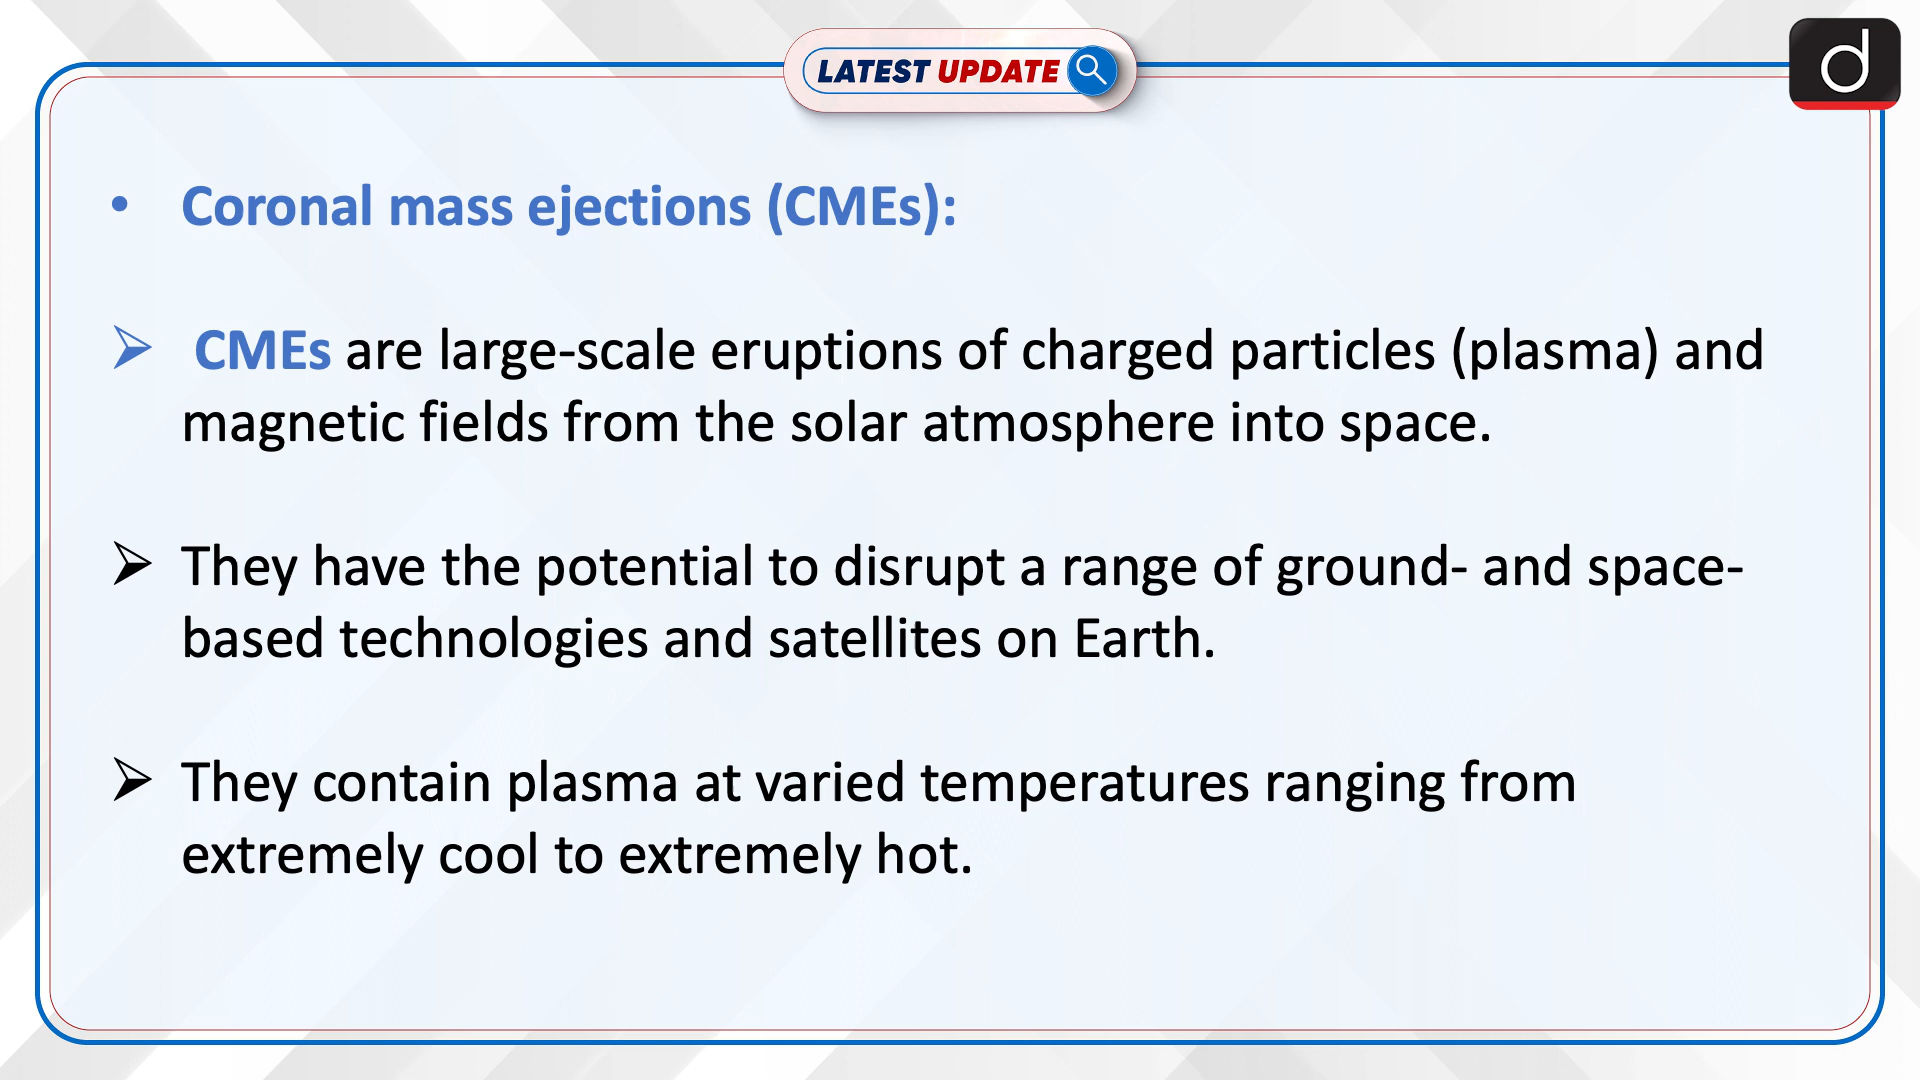 LATEST UPDATE
d
• Coronal mass ejections (CMEs):
➢ CMEs are large-scale eruptions of charged particles (plasma) and
magnetic fields from the solar atmosphere into space.
➢ They have the potential to disrupt a range of ground- and space-
based technologies and satellites on Earth.
➢ They contain plasma at varied temperatures ranging from
extremely cool to extremely hot.